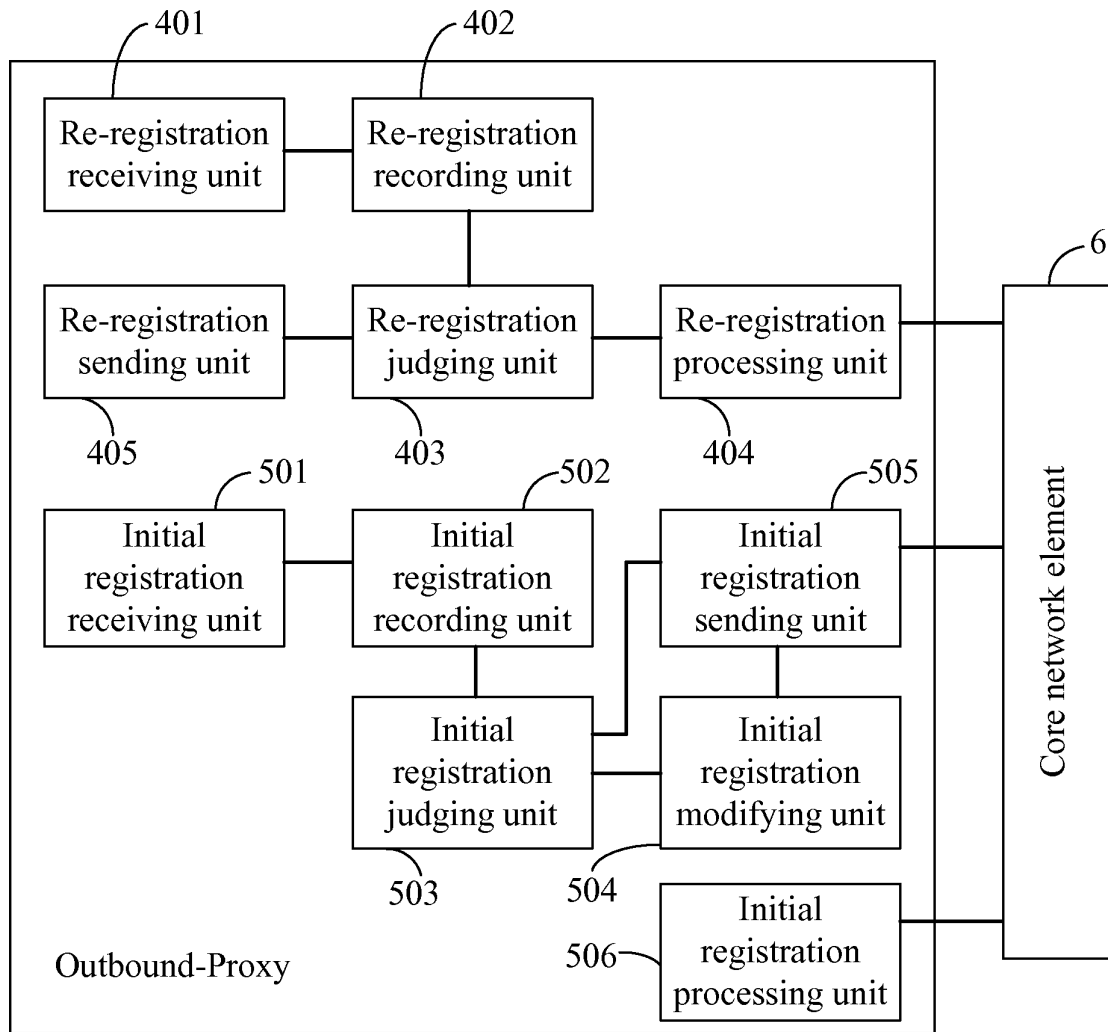 401
402
Re-registration
receiving unit
Re-registration
recording unit
6
Re-registration
sending unit
Re-registration
judging unit
Re-registration
processing unit
405
403
404
501
502
505
Initial
registration
receiving unit
Initial
registration
recording unit
Initial
registration
sending unit
Core network element
Initial
registration
judging unit
Initial
registration
modifying unit
503
504
Initial
registration
processing unit
506
Outbound-Proxy